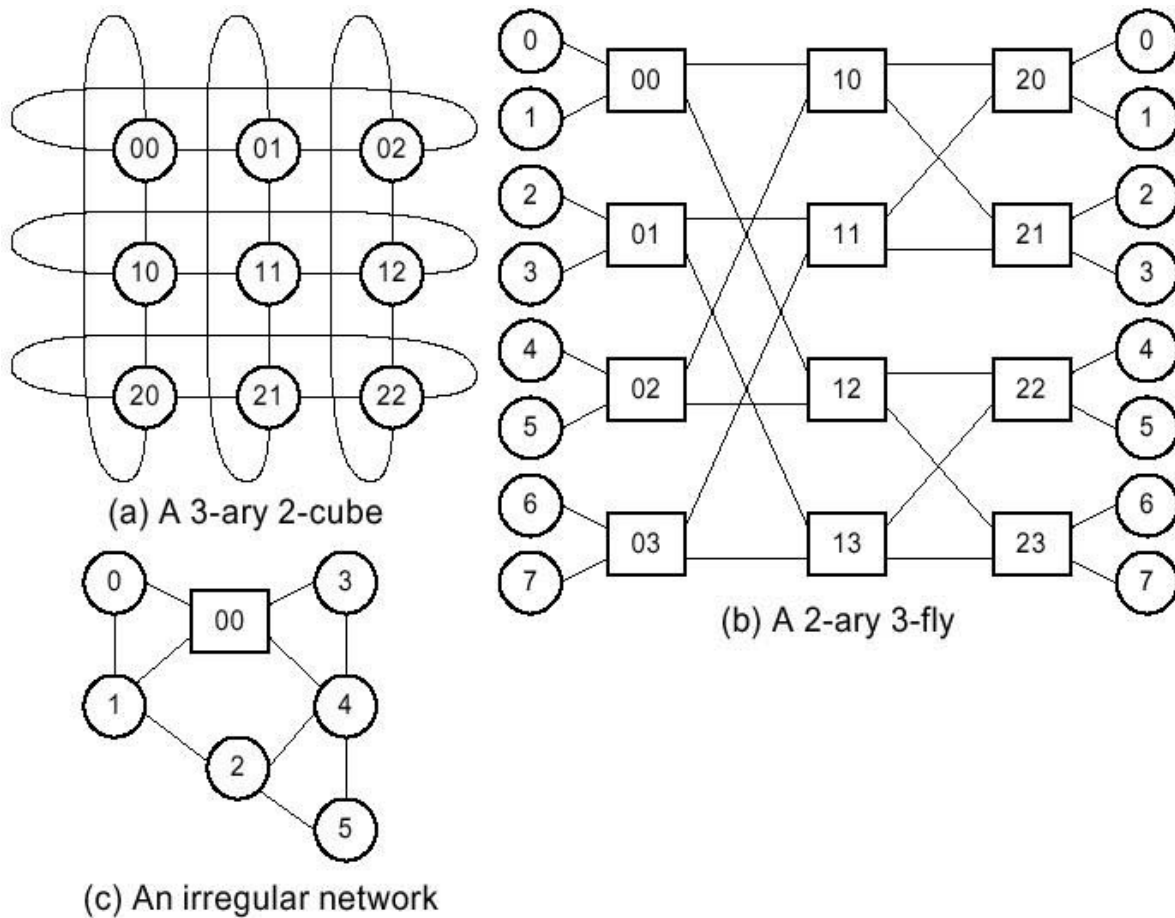 00 01 02
10 11 12
20 21 22
(a) A 3-ary 2-cube
0 00 10 20 0
1 1
2 01 11 21 2
3 3
4 02 12 22 4
5 5
6 03 13 23 6
7 7
(b) A 2-ary 3-fly
0 00 3
1 4
2
5
(c) An irregular network